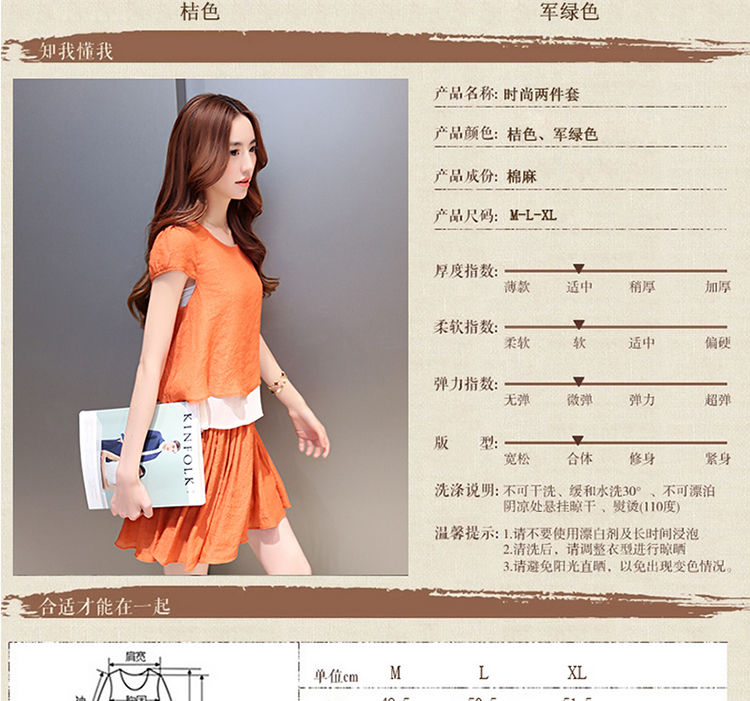 桔色
军绿色
知我懂我
产品名称: 时尚两件套
产品颜色: 桔色、军绿色
产品成份: 棉麻
产品尺码: M-L-XL
厚度指数:
薄款 适中 稍厚 加厚
柔软指数:
柔软 软 适中 偏硬
弹力指数:
无弹 微弹 弹力 超弹
版 型:
宽松 合体 修身 紧身
洗涤说明: 不可干洗、缓和水洗30° 、不可漂泊
阴凉处悬挂晾干 、熨烫(110度)
温馨提示: 1.请不要使用漂白剂及长时间浸泡
2.清洗后，请调整衣型进行晾晒
3.请避免阳光直晒，以免出现变色情况。
KINFOLK
合适才能在一起
肩宽
单位cm M L XL